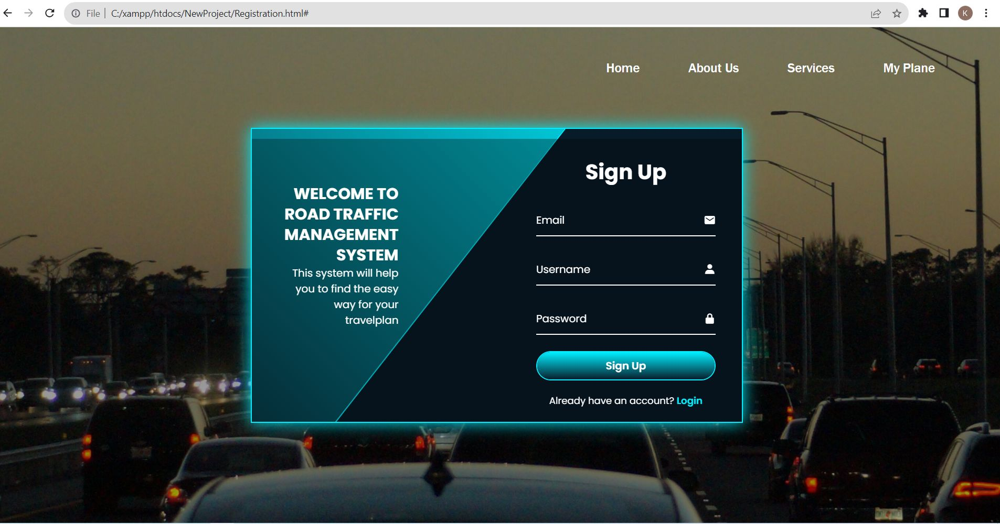 File | C:/xampp/htdocs/NewProject/Registration.html#
K
Home About Us Services My Plane
WELCOME TO
ROAD TRAFFIC
MANAGEMENT
SYSTEM
This system will help
you to find the easy
way for your
travelplan
Sign Up
Email
Username
Password
Sign Up
Already have an account? Login